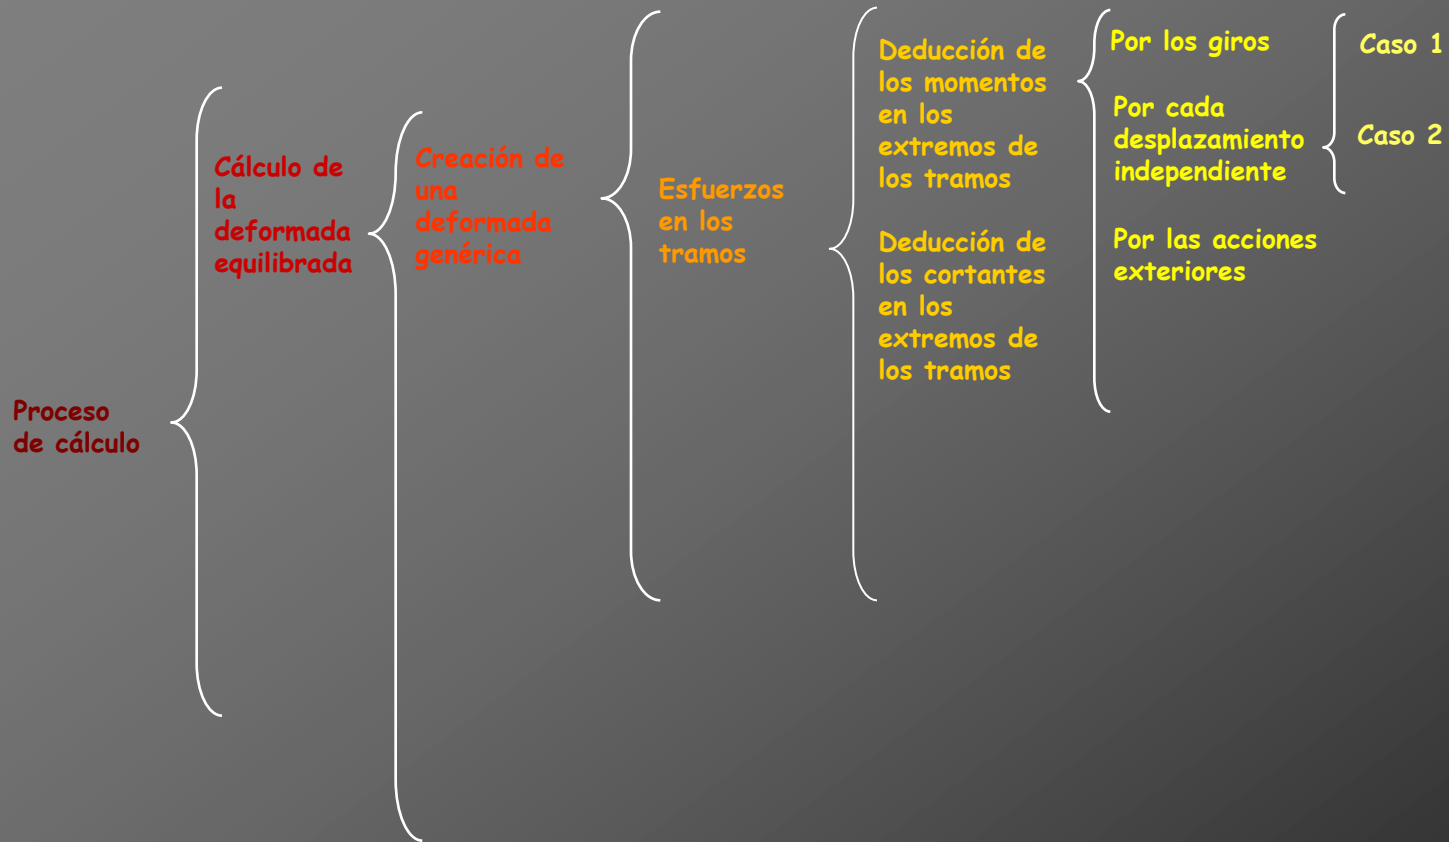 Proceso
de cálculo
Cálculo de
la
deformada
equilibrada
Creación de
una
deformada
genérica
Esfuerzos
en los
tramos
Deducción de
los momentos
en los
extremos de
los tramos
Deducción de
los cortantes
en los
extremos de
los tramos
Por los giros
Por cada
desplazamiento
independiente
Por las acciones
exteriores
Caso 1
Caso 2